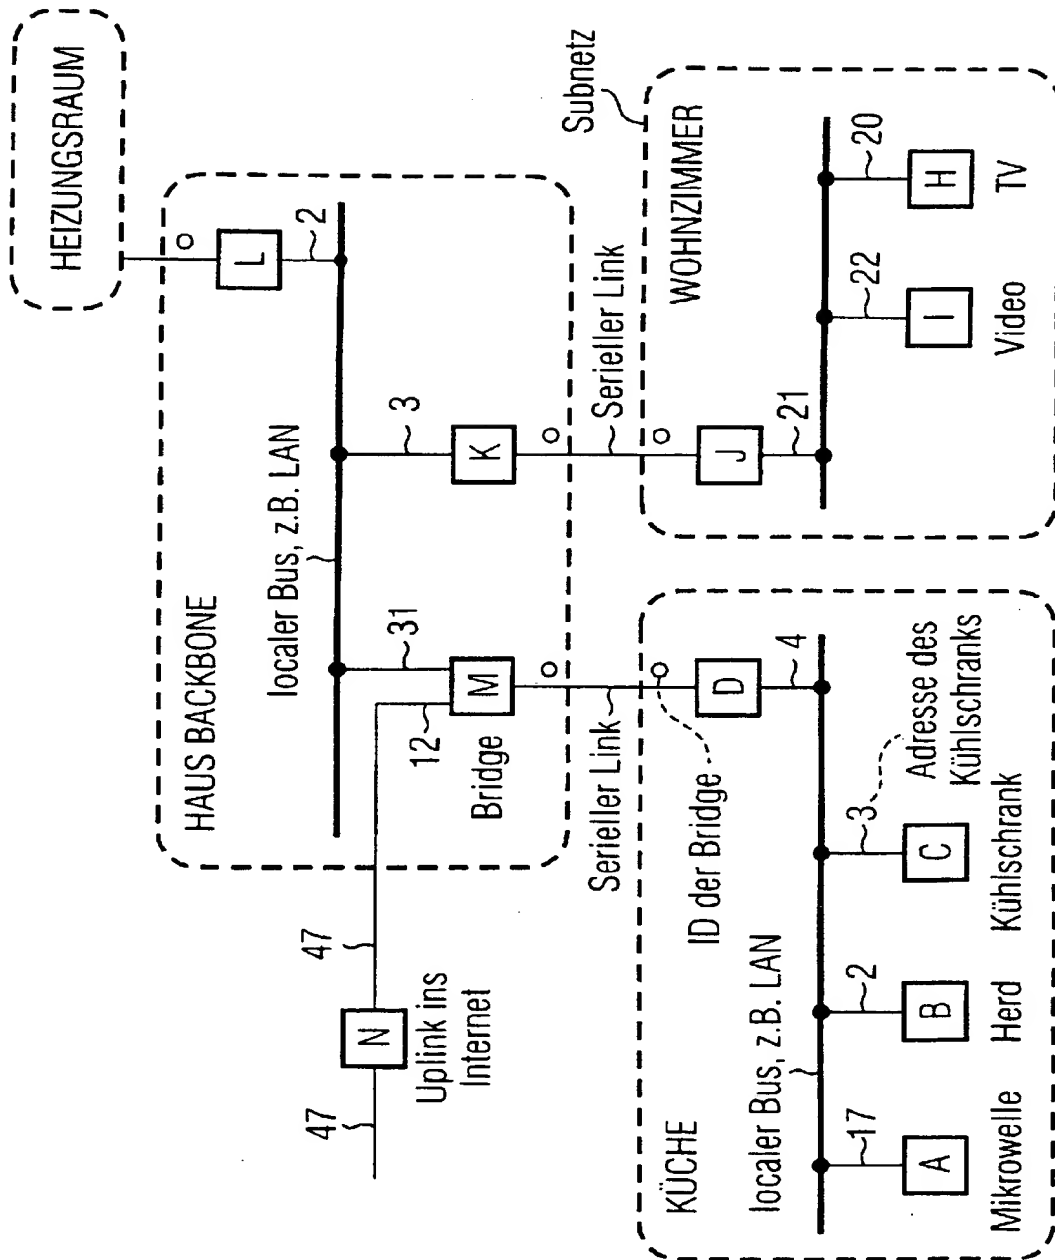 HEIZUNGSRAUM
o
L
2
HAUS BACKBONE
localer Bus, z.B. LAN
3
K
o
31
12
M
Bridge
o
47
N
47
Uplink ins
Internet
Serieller Link
Serieller Link
Subnetz
WOHNZIMMER
o
J
21
22
I
Video
20
H
TV
KÜCHE
o
ID der Bridge
D
4
localer Bus, z.B. LAN
17
A
Mikrowelle
2
B
Herd
3
C
Kühlschrank
Adresse des
Kühlschranks